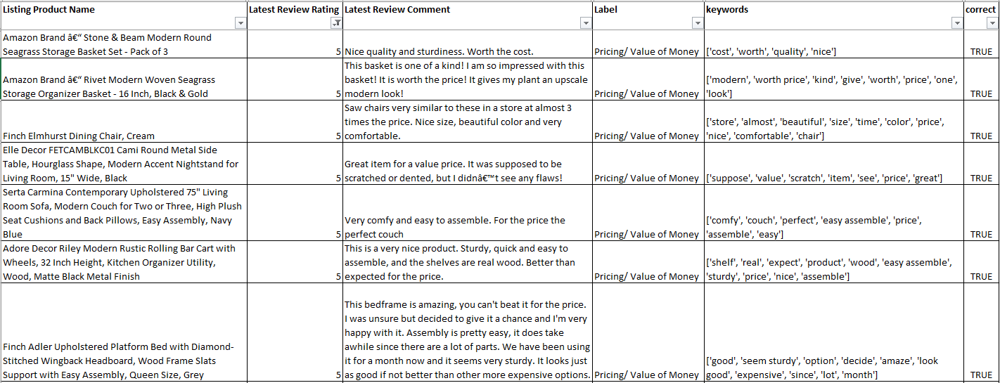 Listing Product Name Latest Review Rating Latest Review Comment Label keywords correct
Amazon Brand â€“ Stone & Beam Modern Round
Seagrass Storage Basket Set - Pack of 3 5 Nice quality and sturdiness. Worth the cost. Pricing/ Value of Money ['cost', 'worth', 'quality', 'nice'] TRUE
This basket is one of a kind! I am so impressed with this
Amazon Brand â€“ Rivet Modern Woven Seagrass basket! It is worth the price! It gives my plant an upscale ['modern', 'worth price', 'kind', 'give', 'worth', 'price', 'one',
Storage Organizer Basket - 16 Inch, Black & Gold 5 modern look! Pricing/ Value of Money 'look'] TRUE
Saw chairs very similar to these in a store at almost 3
times the price. Nice size, beautiful color and very ['store', 'almost', 'beautiful', 'size', 'time', 'color', 'price',
Finch Elmhurst Dining Chair, Cream 5 comfortable. Pricing/ Value of Money 'nice', 'comfortable', 'chair'] TRUE
Elle Decor FETCAMBLKC01 Cami Round Metal Side
Table, Hourglass Shape, Modern Accent Nightstand for Great item for a value price. It was supposed to be
Living Room, 15" Wide, Black 5 scratched or dented, but I didnâ€™t see any flaws! Pricing/ Value of Money ['suppose', 'value', 'scratch', 'item', 'see', 'price', 'great'] TRUE
Serta Carmina Contemporary Upholstered 75" Living
Room Sofa, Modern Couch for Two or Three, High Plush
Seat Cushions and Back Pillows, Easy Assembly, Navy Very comfy and easy to assemble. For the price the ['comfy', 'couch', 'perfect', 'easy assemble', 'price',
Blue 5 perfect couch Pricing/ Value of Money 'assemble', 'easy'] TRUE
Adore Decor Riley Modern Rustic Rolling Bar Cart with This is a very nice product. Sturdy, quick and easy to
Wheels, 32 Inch Height, Kitchen Organizer Utility, assemble, and the shelves are real wood. Better than ['shelf', 'real', 'expect', 'product', 'wood', 'easy assemble',
Wood, Matte Black Metal Finish 5 expected for the price. Pricing/ Value of Money 'sturdy', 'price', 'nice', 'assemble'] TRUE
This bedframe is amazing, you can't beat it for the price.
I was unsure but decided to give it a chance and I'm very
happy with it. Assembly is pretty easy, it does take
Finch Adler Upholstered Platform Bed with Diamond- awhile since there are a lot of parts. We have been using
Stitched Wingback Headboard, Wood Frame Slats it for a month now and it seems very sturdy. It looks just ['good', 'seem sturdy', 'option', 'decide', 'amaze', 'look
Support with Easy Assembly, Queen Size, Grey 5 as good if not better than other more expensive options. Pricing/ Value of Money good', 'expensive', 'since', 'lot', 'month'] TRUE